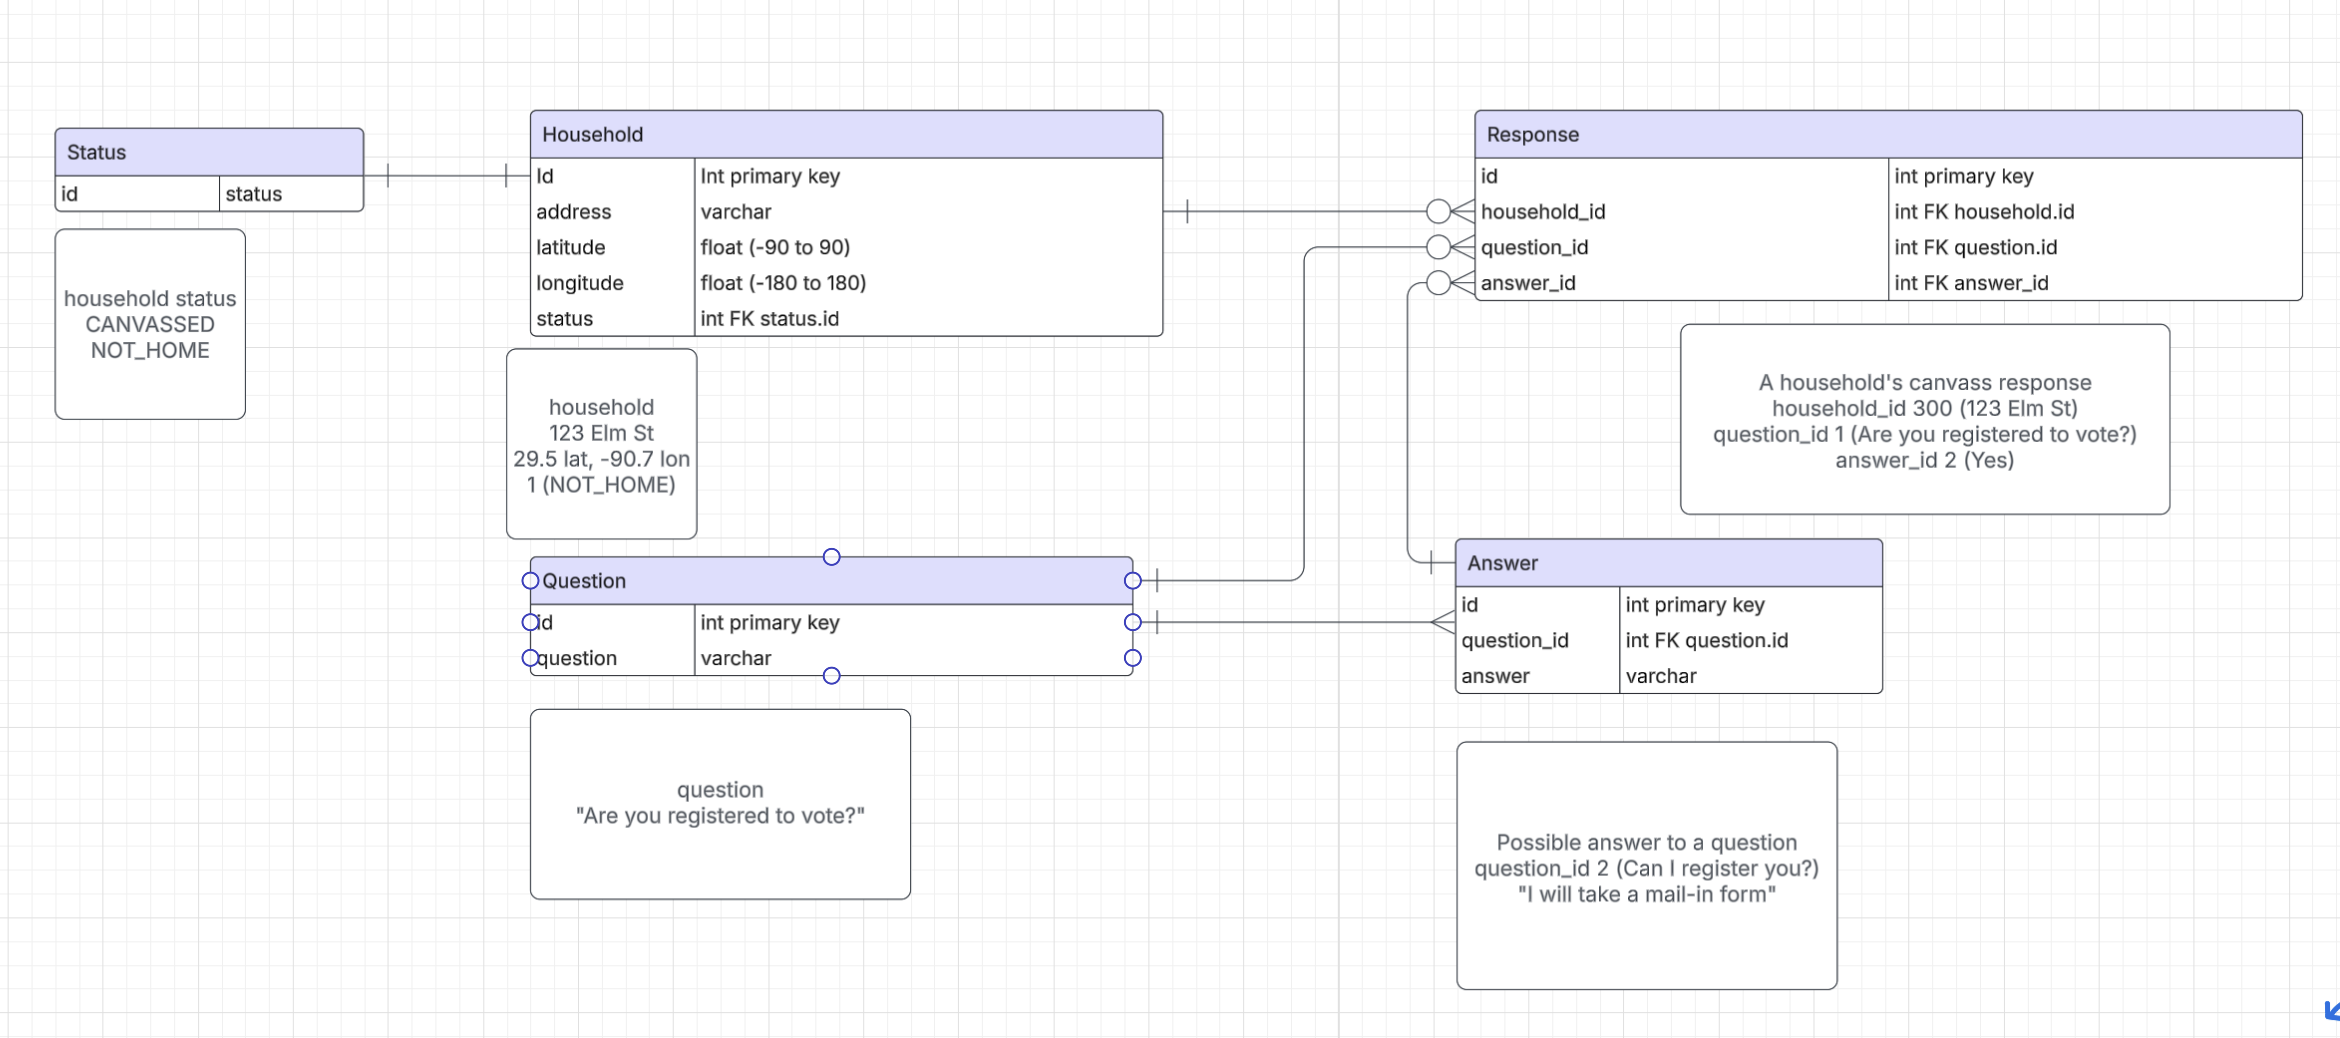 Status
id status
household status
CANVASSED
NOT_HOME
Household
Id Int primary key
address varchar
latitude float (-90 to 90)
longitude float (-180 to 180)
status int FK status.id
household
123 Elm St
29.5 lat, -90.7 lon
1 (NOT_HOME)
Response
id int primary key
household_id int FK household.id
question_id int FK question.id
answer_id int FK answer_id
A household's canvass response
household_id 300 (123 Elm St)
question_id 1 (Are you registered to vote?)
answer_id 2 (Yes)
Question
id int primary key
question varchar
question
"Are you registered to vote?"
Answer
id int primary key
question_id int FK question.id
answer varchar
Possible answer to a question
question_id 2 (Can I register you?)
"I will take a mail-in form"